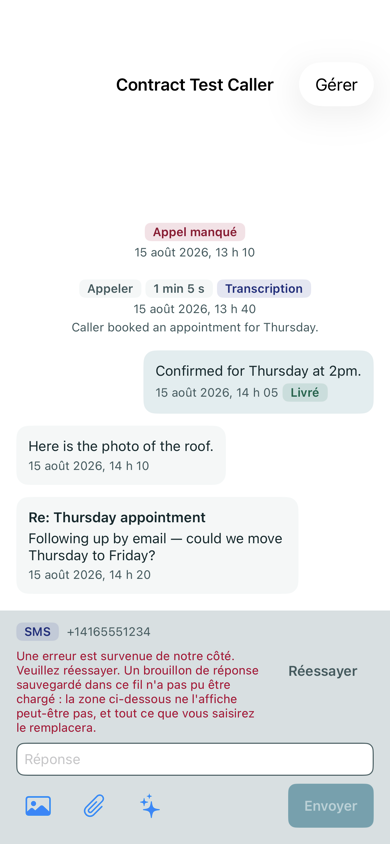 Contract Test Caller
Gérer
Appel manqué
15 août 2026, 13 h 10
Appeler 1 min 5 s Transcription
15 août 2026, 13 h 40
Caller booked an appointment for Thursday.
Confirmed for Thursday at 2pm.
15 août 2026, 14 h 05 Livré
Here is the photo of the roof.
15 août 2026, 14 h 10
Re: Thursday appointment
Following up by email — could we move
Thursday to Friday?
15 août 2026, 14 h 20
SMS +14165551234
Une erreur est survenue de notre côté.
Veuillez réessayer. Un brouillon de réponse
sauvegardé dans ce fil n'a pas pu être
chargé : la zone ci-dessous ne l'affiche
peut-être pas, et tout ce que vous saisirez
le remplacera.
Réessayer
Réponse
Envoyer